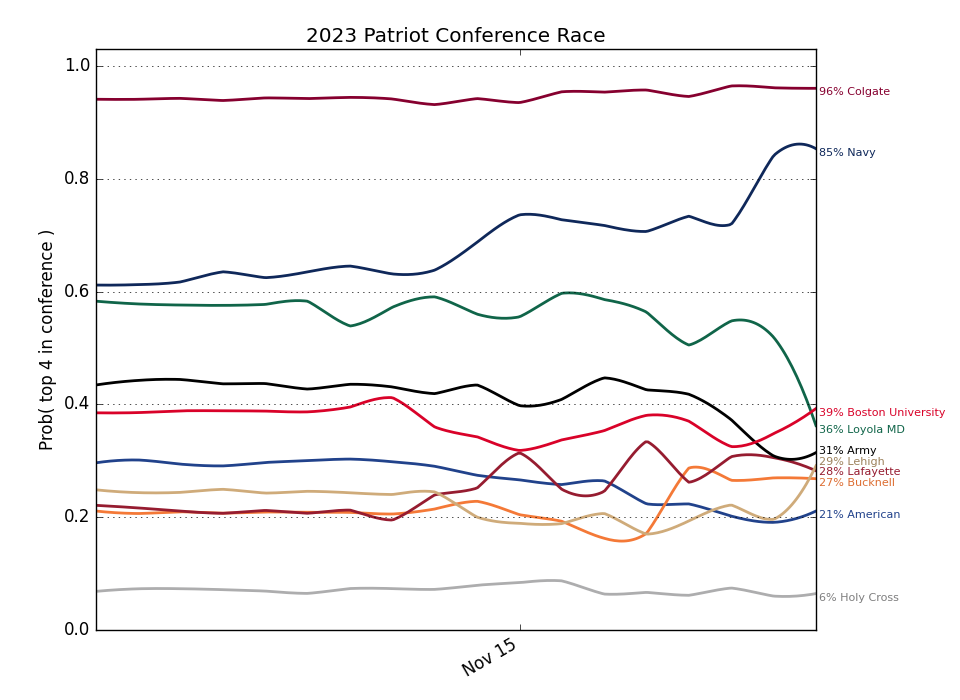 2023 Patriot Conference Race
Prob( top 4 in conference )
1.0
0.8
0.6
0.4
0.2
0.0
Nov 15
96% Colgate
85% Navy
39% Boston University
36% Loyola MD
31% Army
29% Lehigh
28% Lafayette
27% Bucknell
21% American
6% Holy Cross